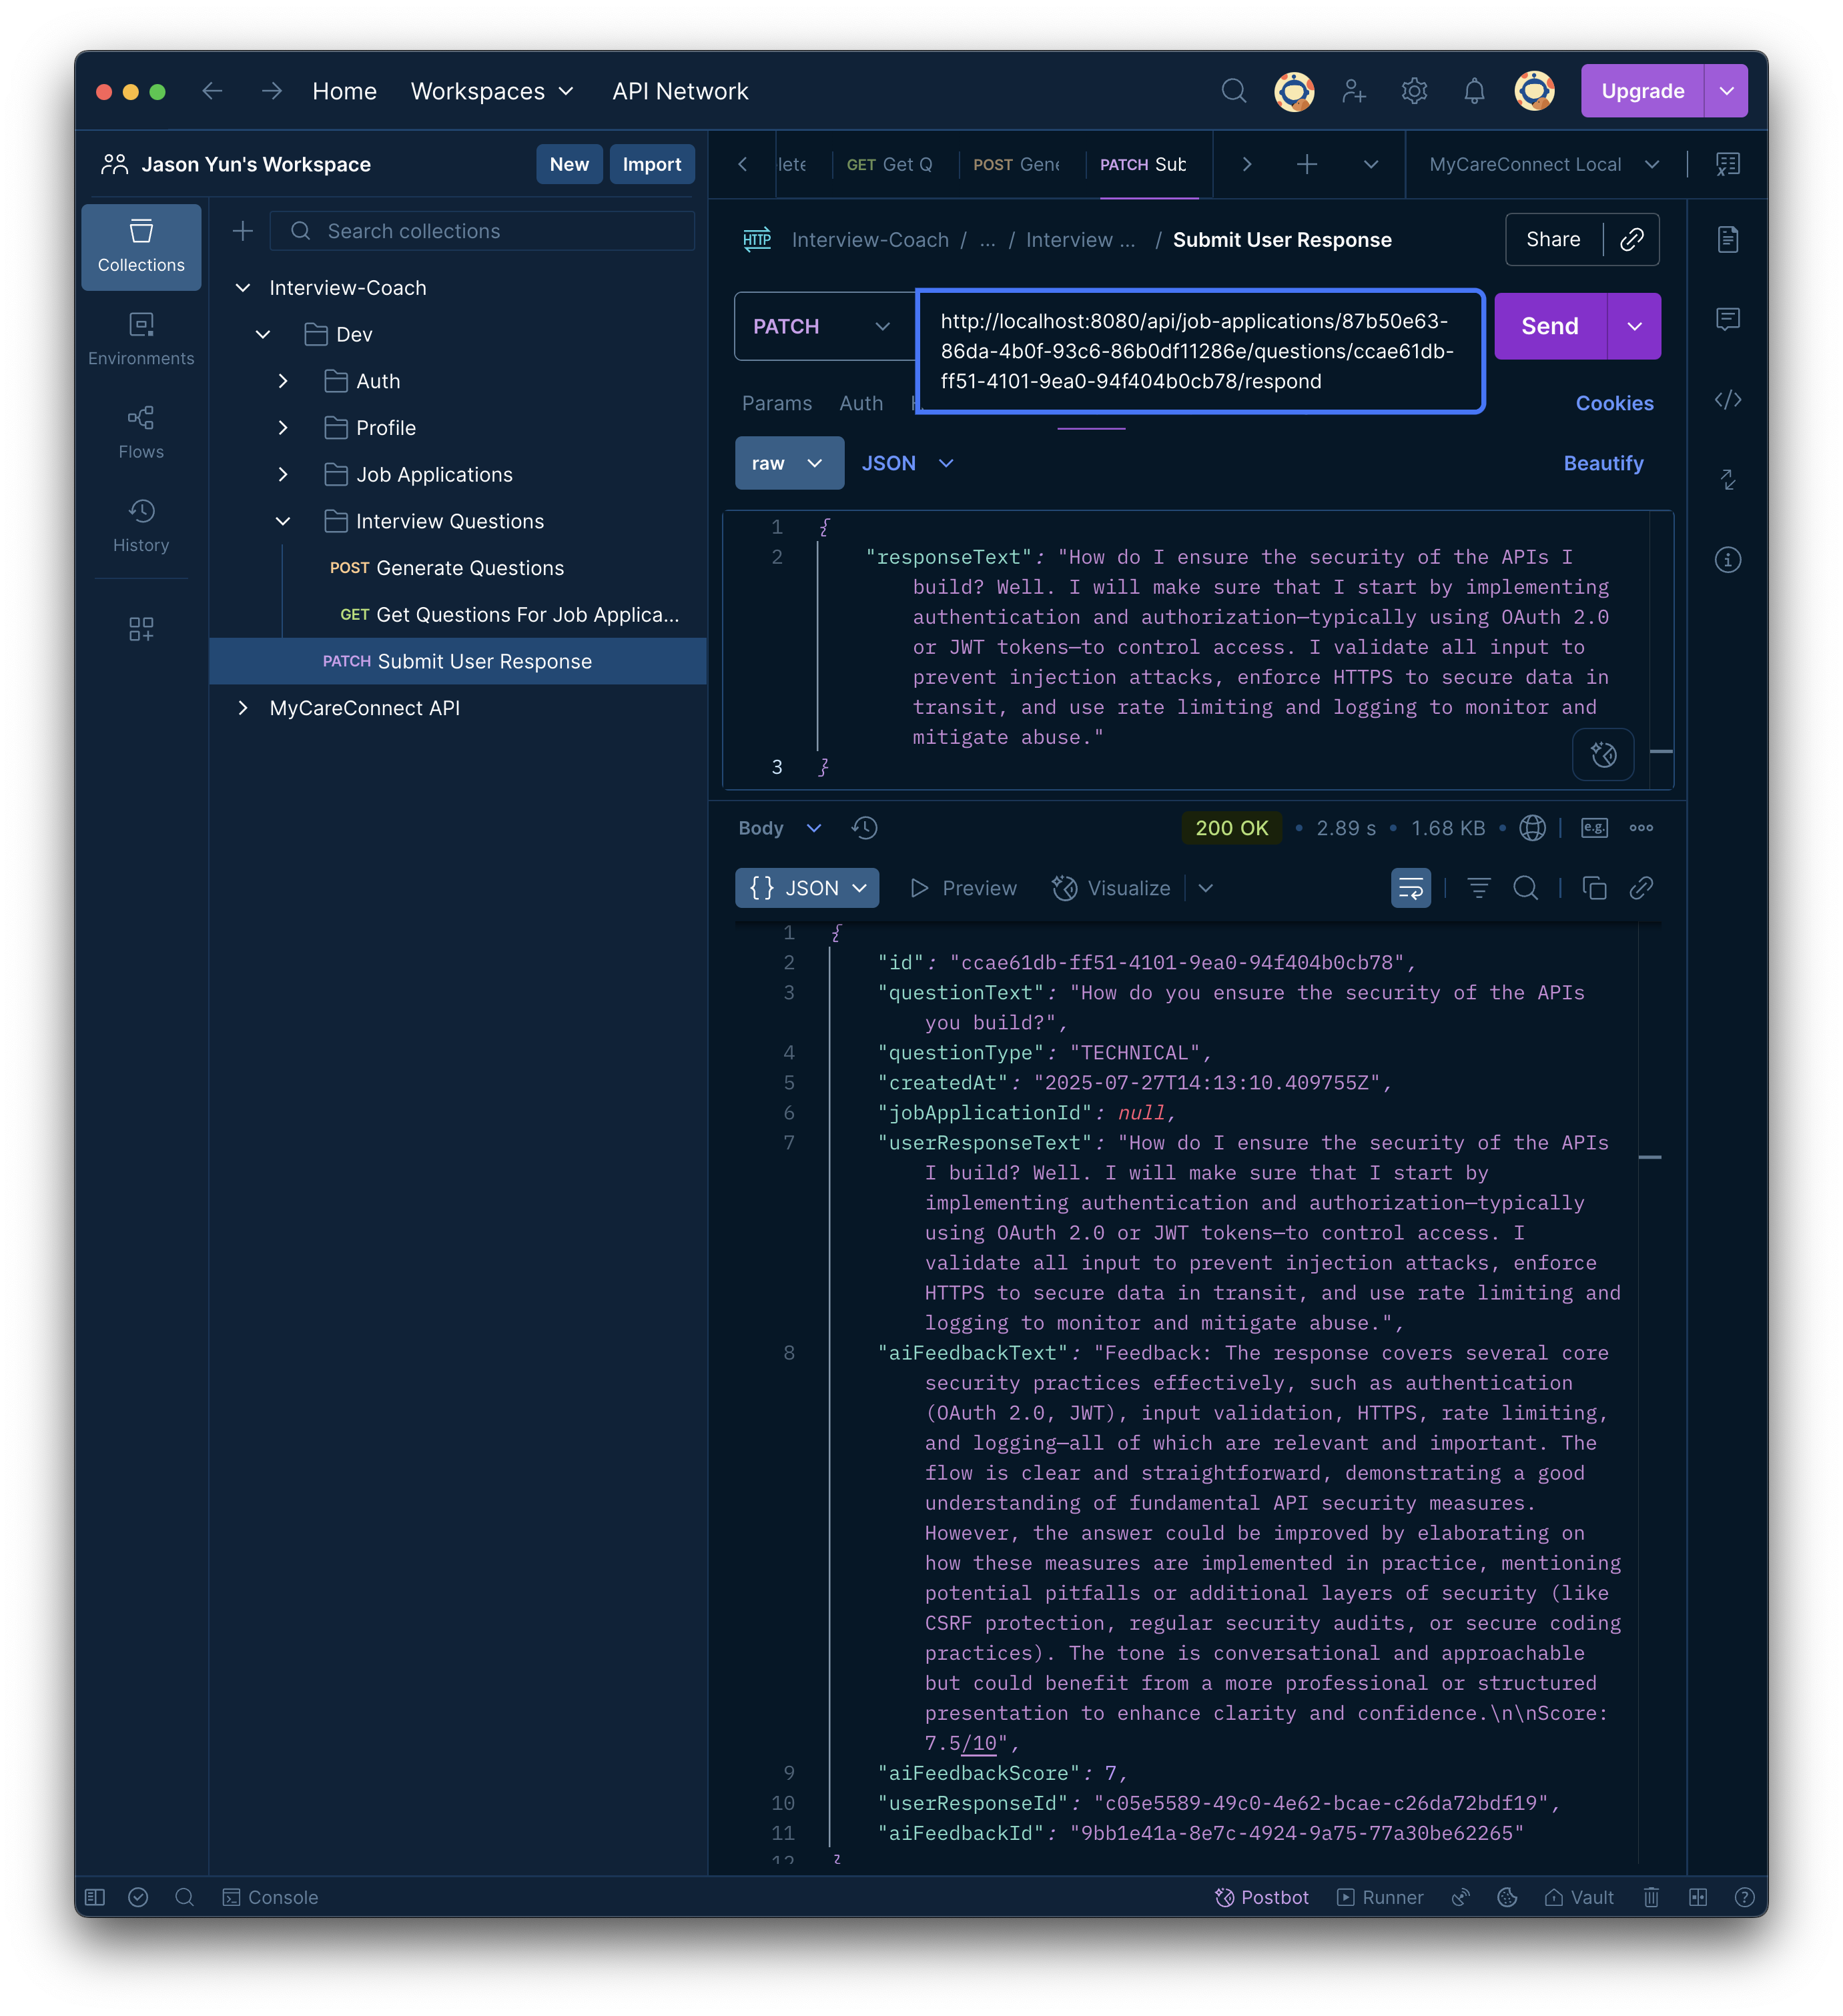 Home Workspaces API Network Upgrade
Jason Yun's Workspace New Import
lete GET Get Q POST Gene PATCH Sub MyCareConnect Local
Collections
Environments
Flows
History
Search collections
Interview-Coach
Dev
Auth
Profile
Job Applications
Interview Questions
POST Generate Questions
GET Get Questions For Job Applica...
PATCH Submit User Response
MyCareConnect API
HTTP Interview-Coach / ... / Interview ... / Submit User Response Share
PATCH
http://localhost:8080/api/job-applications/87b50e63-
86da-4b0f-93c6-86b0df11286e/questions/ccae61db-
ff51-4101-9ea0-94f404b0cb78/respond
Send
Params Auth Cookies
raw JSON Beautify
1 {
2 "responseText": "How do I ensure the security of the APIs I
build? Well. I will make sure that I start by implementing
authentication and authorization—typically using OAuth 2.0
or JWT tokens—to control access. I validate all input to
prevent injection attacks, enforce HTTPS to secure data in
transit, and use rate limiting and logging to monitor and
mitigate abuse."
3 }
Body 200 OK • 2.89 s • 1.68 KB • e.g.
{} JSON Preview Visualize
1 {
2 "id": "ccae61db-ff51-4101-9ea0-94f404b0cb78",
3 "questionText": "How do you ensure the security of the APIs
you build?",
4 "questionType": "TECHNICAL",
5 "createdAt": "2025-07-27T14:13:10.409755Z",
6 "jobApplicationId": null,
7 "userResponseText": "How do I ensure the security of the APIs
I build? Well. I will make sure that I start by
implementing authentication and authorization—typically
using OAuth 2.0 or JWT tokens—to control access. I
validate all input to prevent injection attacks, enforce
HTTPS to secure data in transit, and use rate limiting and
logging to monitor and mitigate abuse.",
8 "aiFeedbackText": "Feedback: The response covers several core
security practices effectively, such as authentication
(OAuth 2.0, JWT), input validation, HTTPS, rate limiting,
and logging—all of which are relevant and important. The
flow is clear and straightforward, demonstrating a good
understanding of fundamental API security measures.
However, the answer could be improved by elaborating on
how these measures are implemented in practice, mentioning
potential pitfalls or additional layers of security (like
CSRF protection, regular security audits, or secure coding
practices). The tone is conversational and approachable
but could benefit from a more professional or structured
presentation to enhance clarity and confidence.\n\nScore:
7.5/10",
9 "aiFeedbackScore": 7,
10 "userResponseId": "c05e5589-49c0-4e62-bcae-c26da72bdf19",
11 "aiFeedbackId": "9bb1e41a-8e7c-4924-9a75-77a30be62265"
Console Postbot Runner Vault